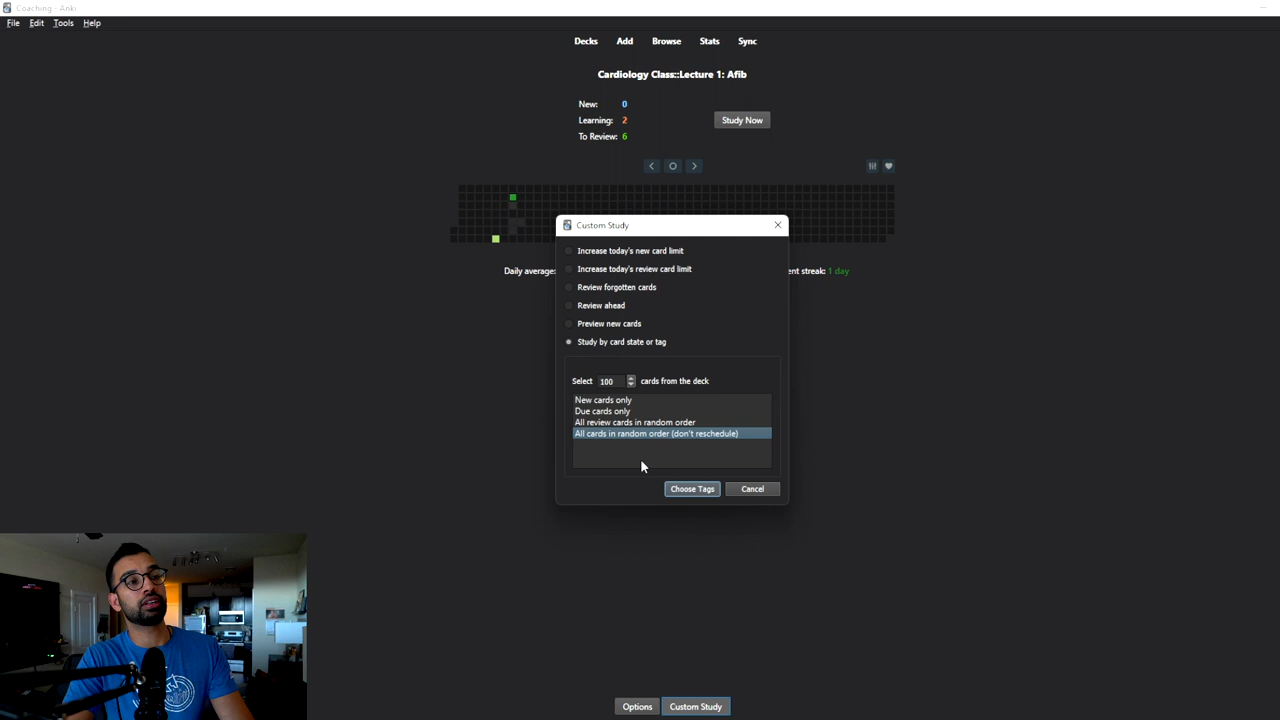 Coaching - Anki
File Edit Tools Help
Decks Add Browse Stats Sync
Cardiology Class::Lecture 1: Afib
New: 0
Learning: 2
To Review: 6
Study Now
Custom Study
Increase today's new card limit
Increase today's review card limit
Daily average:
ent streak: 1 day
Review forgotten cards
Review ahead
Preview new cards
Study by card state or tag
Select 100 cards from the deck
New cards only
Due cards only
All review cards in random order
All cards in random order (don't reschedule)
Choose Tags Cancel
Options Custom Study